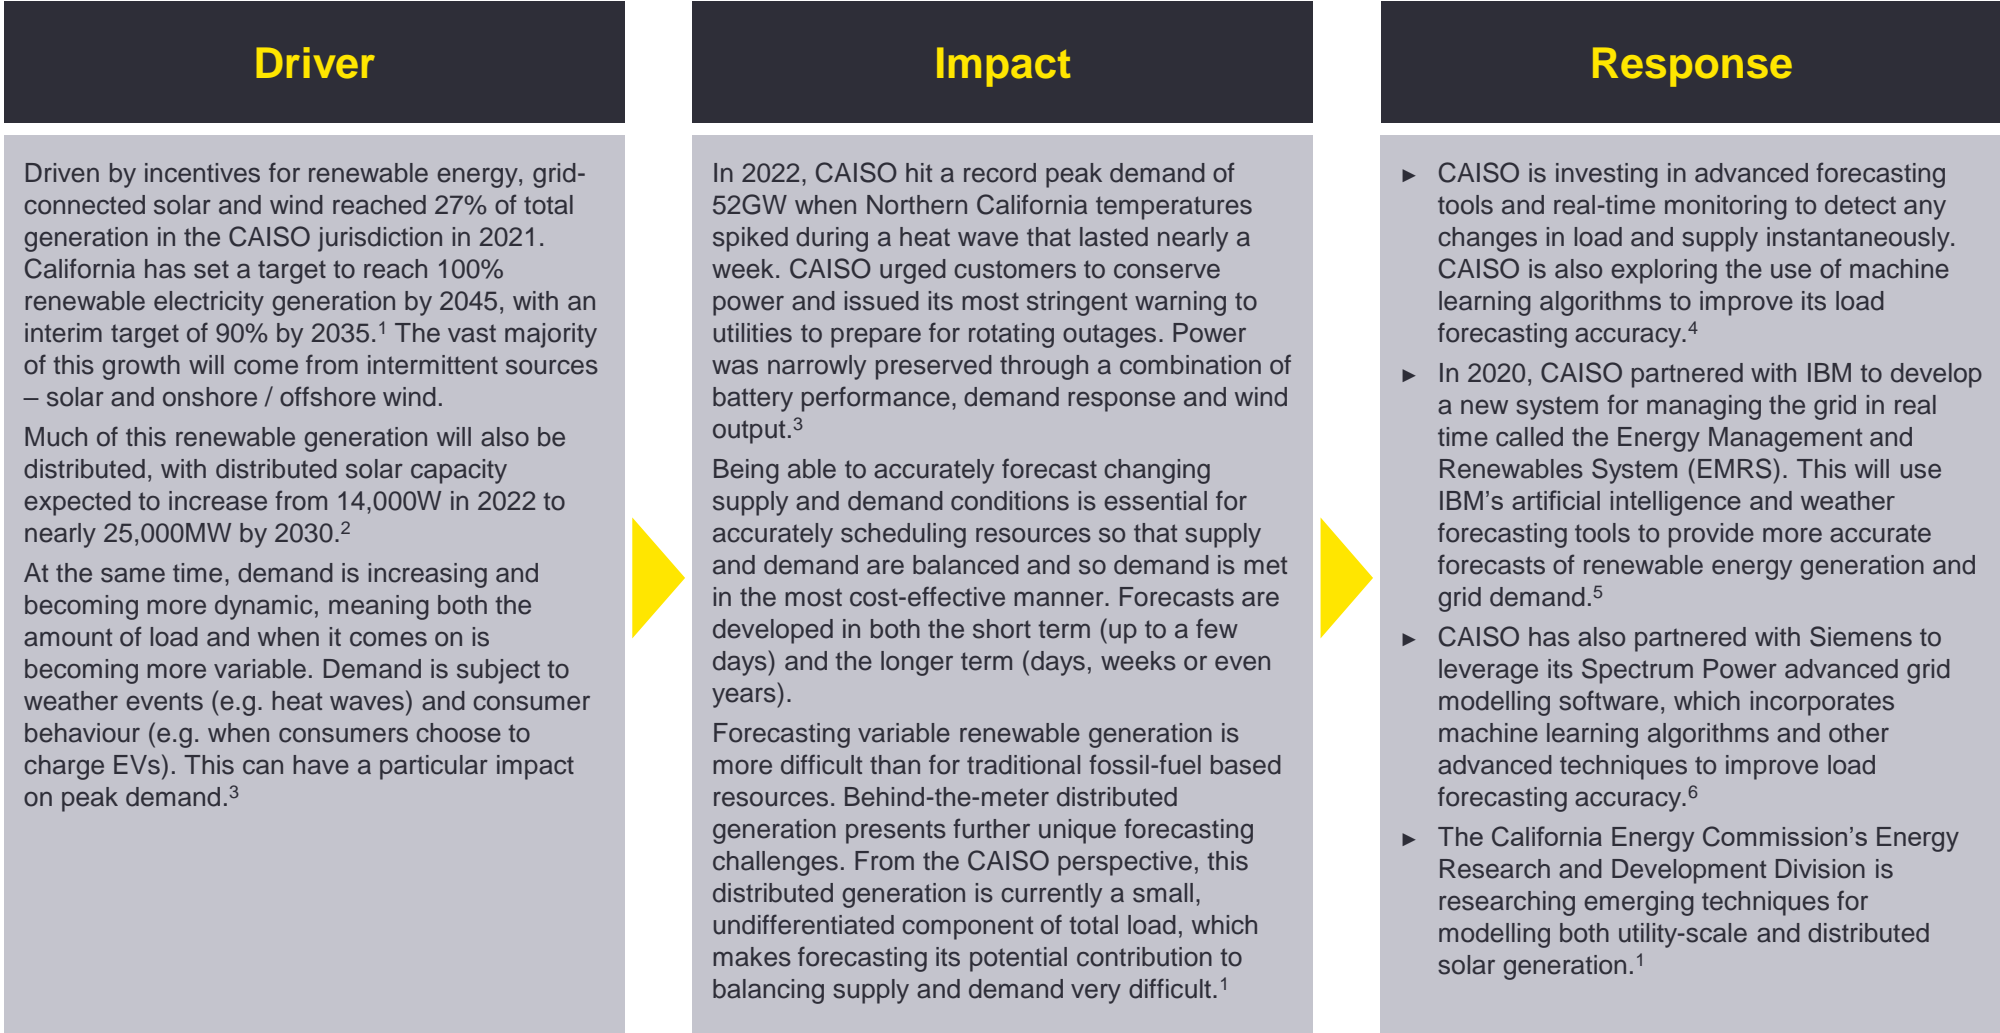 Driver
Driven by incentives for renewable energy, grid-
connected solar and wind reached 27% of total
generation in the CAISO jurisdiction in 2021.
California has set a target to reach 100%
renewable electricity generation by 2045, with an
interim target of 90% by 2035.¹ The vast majority
of this growth will come from intermittent sources
– solar and onshore / offshore wind.
Much of this renewable generation will also be
distributed, with distributed solar capacity
expected to increase from 14,000W in 2022 to
nearly 25,000MW by 2030.²
At the same time, demand is increasing and
becoming more dynamic, meaning both the
amount of load and when it comes on is
becoming more variable. Demand is subject to
weather events (e.g. heat waves) and consumer
behaviour (e.g. when consumers choose to
charge EVs). This can have a particular impact
on peak demand.³
Impact
In 2022, CAISO hit a record peak demand of
52GW when Northern California temperatures
spiked during a heat wave that lasted nearly a
week. CAISO urged customers to conserve
power and issued its most stringent warning to
utilities to prepare for rotating outages. Power
was narrowly preserved through a combination of
battery performance, demand response and wind
output.³
Being able to accurately forecast changing
supply and demand conditions is essential for
accurately scheduling resources so that supply
and demand are balanced and so demand is met
in the most cost-effective manner. Forecasts are
developed in both the short term (up to a few
days) and the longer term (days, weeks or even
years).
Forecasting variable renewable generation is
more difficult than for traditional fossil-fuel based
resources. Behind-the-meter distributed
generation presents further unique forecasting
challenges. From the CAISO perspective, this
distributed generation is currently a small,
undifferentiated component of total load, which
makes forecasting its potential contribution to
balancing supply and demand very difficult.¹
Response
► CAISO is investing in advanced forecasting
tools and real-time monitoring to detect any
changes in load and supply instantaneously.
CAISO is also exploring the use of machine
learning algorithms to improve its load
forecasting accuracy.⁴
► In 2020, CAISO partnered with IBM to develop
a new system for managing the grid in real
time called the Energy Management and
Renewables System (EMRS). This will use
IBM's artificial intelligence and weather
forecasting tools to provide more accurate
forecasts of renewable energy generation and
grid demand.⁵
► CAISO has also partnered with Siemens to
leverage its Spectrum Power advanced grid
modelling software, which incorporates
machine learning algorithms and other
advanced techniques to improve load
forecasting accuracy.⁶
► The California Energy Commission's Energy
Research and Development Division is
researching emerging techniques for
modelling both utility-scale and distributed
solar generation.¹